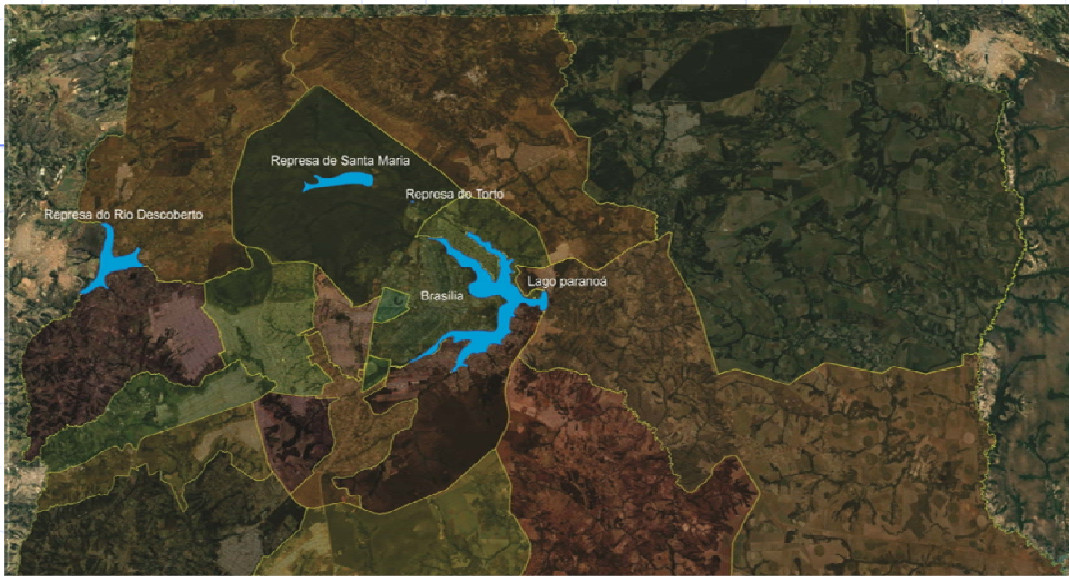 Represa de Santa Maria
Represa do Torto
Represa do Rio Descoberto
Lago paranoá
Brasília